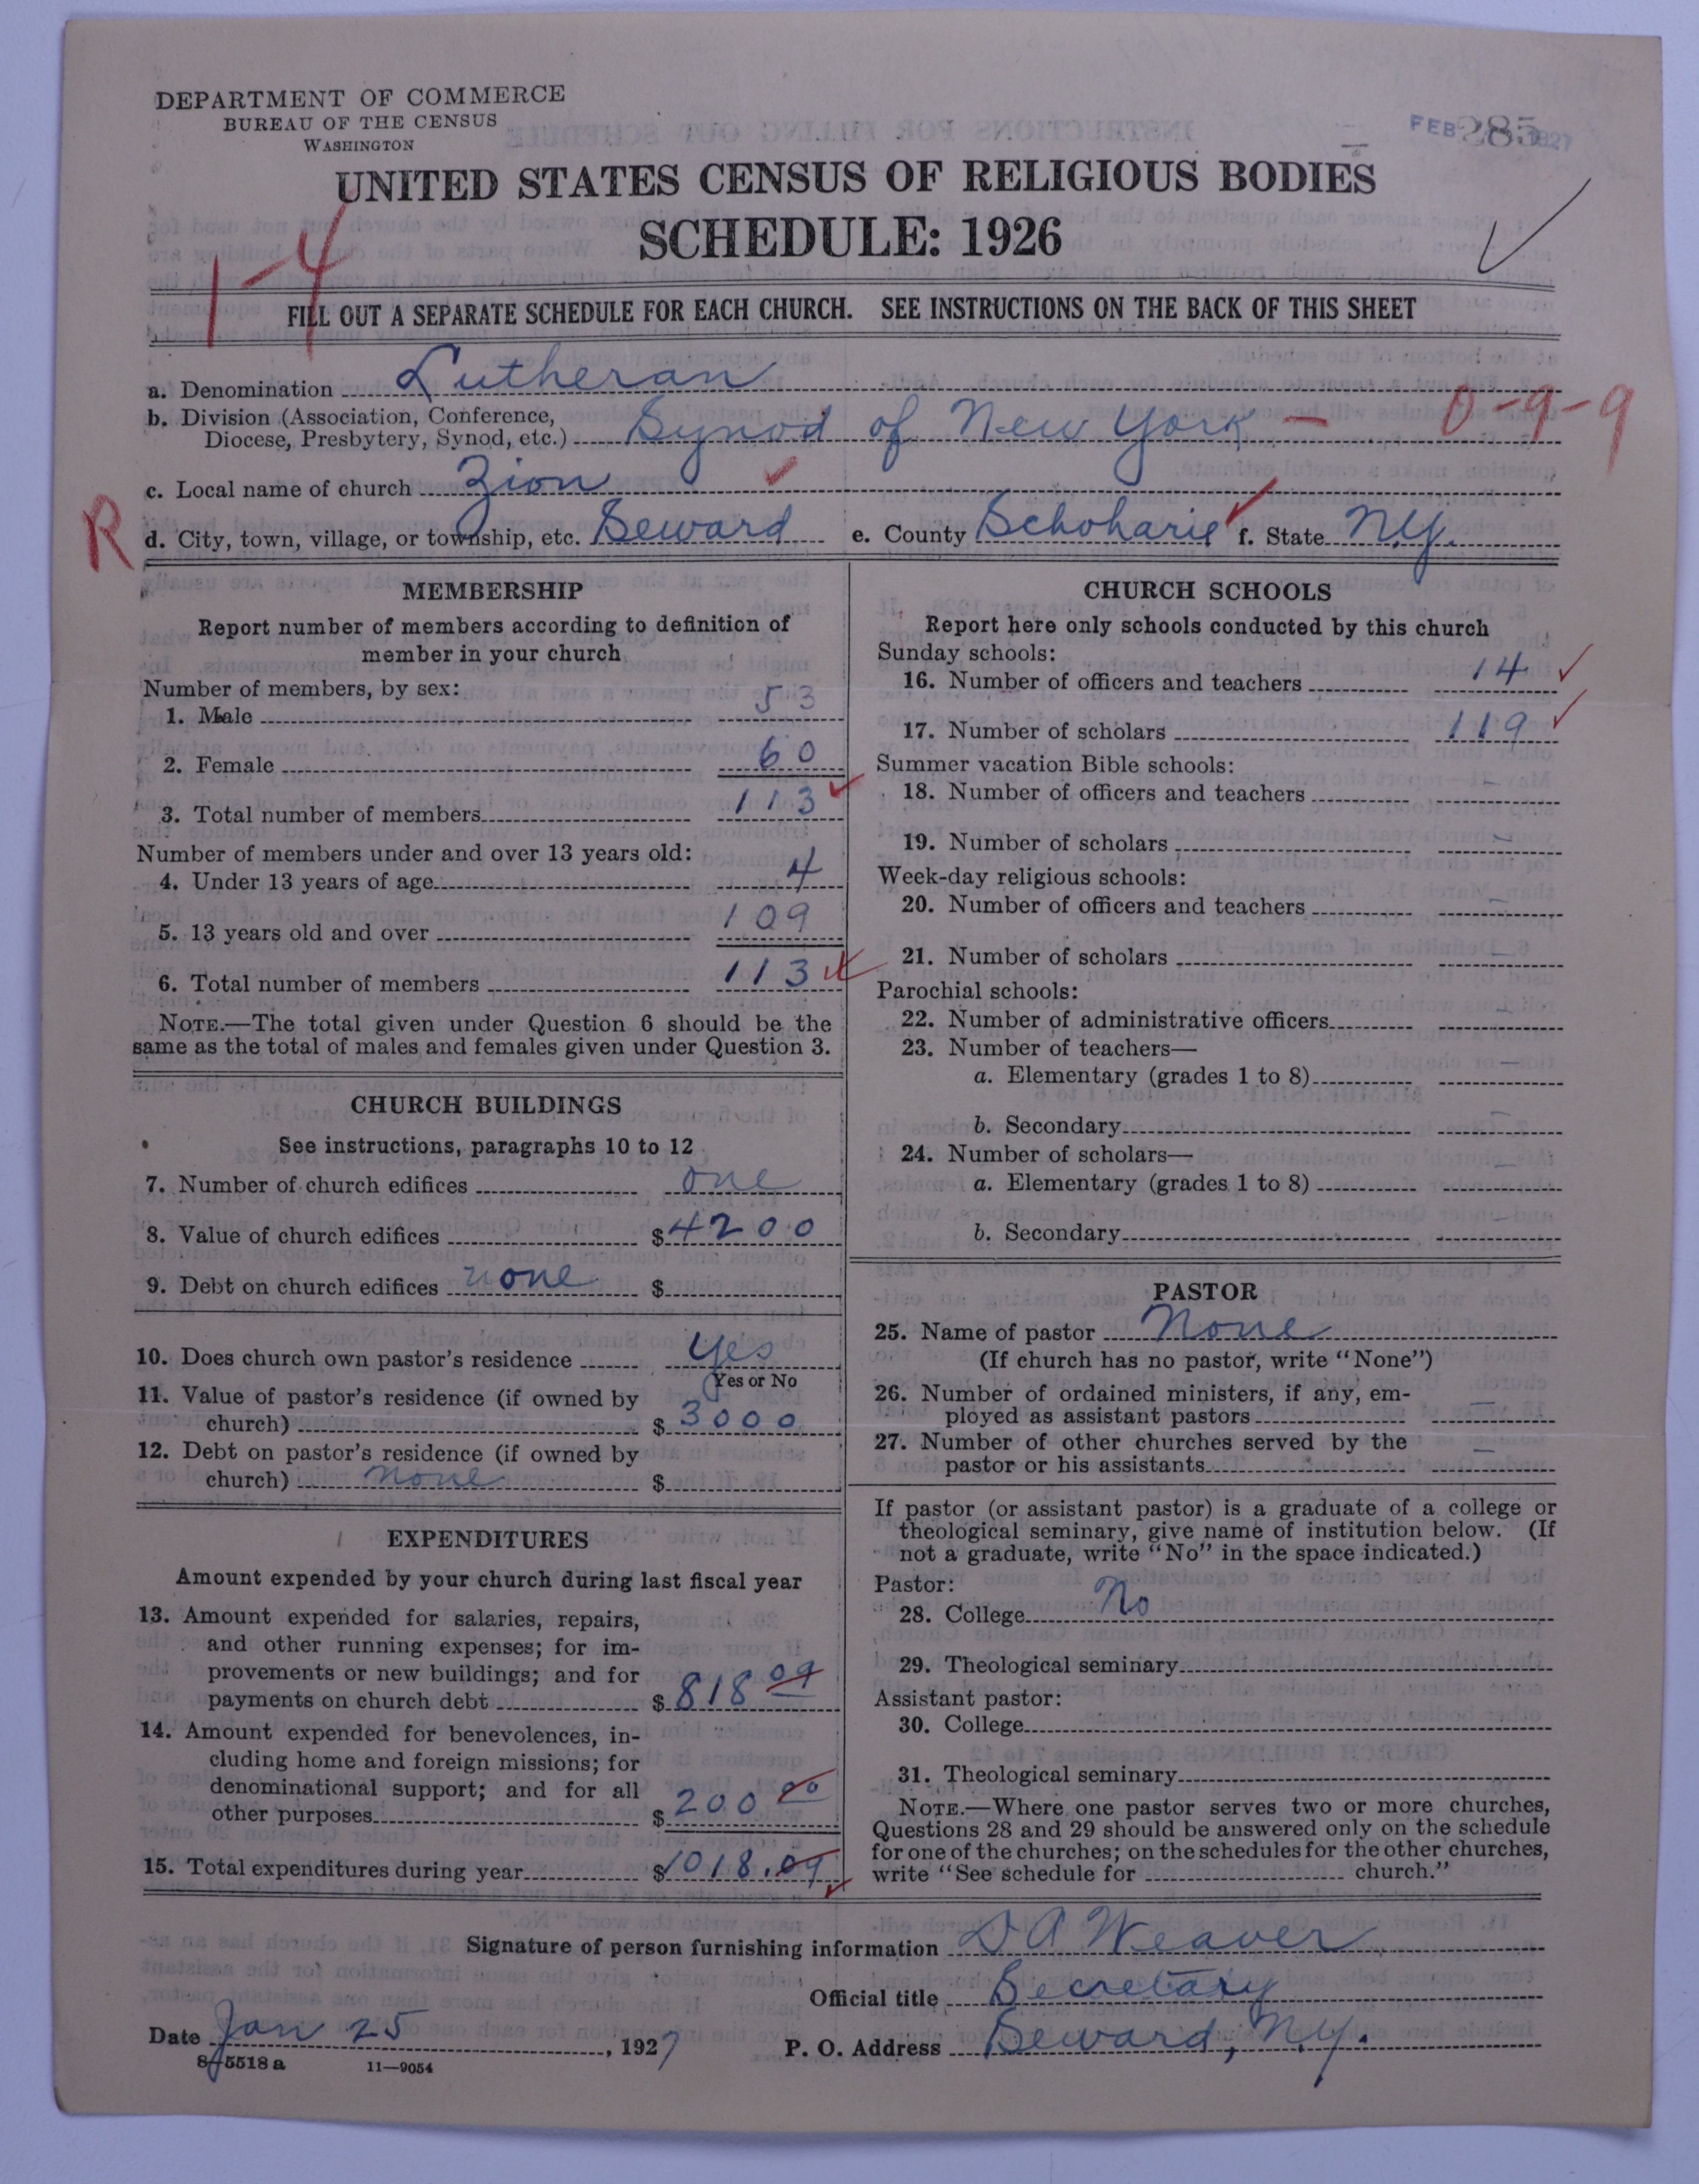 DEPARTMENT OF COMMERCE
BUREAU OF THE CENSUS
WASHINGTON
FEB 1927
285
UNITED STATES CENSUS OF RELIGIOUS BODIES
SCHEDULE: 1926
1-4
FILL OUT A SEPARATE SCHEDULE FOR EACH CHURCH. SEE INSTRUCTIONS ON THE BACK OF THIS SHEET
a. Denomination Lutheran
b. Division (Association, Conference,
Diocese, Presbytery, Synod, etc.) Synod of New York — 0-9-9
c. Local name of church Zion
R
d. City, town, village, or township, etc. Seward e. County Schoharie f. State N.Y.
MEMBERSHIP
Report number of members according to definition of
member in your church
Number of members, by sex:
1. Male 53
2. Female 60
3. Total number of members 113
Number of members under and over 13 years old:
4. Under 13 years of age 4
5. 13 years old and over 109
6. Total number of members 113
NOTE.—The total given under Question 6 should be the
same as the total of males and females given under Question 3.
CHURCH BUILDINGS
See instructions, paragraphs 10 to 12
7. Number of church edifices one
8. Value of church edifices $4200
9. Debt on church edifices none $
10. Does church own pastor's residence Yes
Yes or No
11. Value of pastor's residence (if owned by
church) $3000
12. Debt on pastor's residence (if owned by
church) none $
EXPENDITURES
Amount expended by your church during last fiscal year
13. Amount expended for salaries, repairs,
and other running expenses; for im-
provements or new buildings; and for
payments on church debt $818 09
14. Amount expended for benevolences, in-
cluding home and foreign missions; for
denominational support; and for all
other purposes $200 00
15. Total expenditures during year $1018.09
CHURCH SCHOOLS
Report here only schools conducted by this church
Sunday schools:
16. Number of officers and teachers 14
17. Number of scholars 119
Summer vacation Bible schools:
18. Number of officers and teachers –
19. Number of scholars –
Week-day religious schools:
20. Number of officers and teachers –
21. Number of scholars –
Parochial schools:
22. Number of administrative officers –
23. Number of teachers—
a. Elementary (grades 1 to 8) –
b. Secondary –
24. Number of scholars—
a. Elementary (grades 1 to 8) –
b. Secondary –
PASTOR
25. Name of pastor None
(If church has no pastor, write "None")
26. Number of ordained ministers, if any, em-
ployed as assistant pastors –
27. Number of other churches served by the
pastor or his assistants –
If pastor (or assistant pastor) is a graduate of a college or
theological seminary, give name of institution below. (If
not a graduate, write "No" in the space indicated.)
Pastor:
28. College No
29. Theological seminary
Assistant pastor:
30. College
31. Theological seminary
NOTE.—Where one pastor serves two or more churches,
Questions 28 and 29 should be answered only on the schedule
for one of the churches; on the schedules for the other churches,
write "See schedule for church."
Signature of person furnishing information D A Weaver
Official title Secretary
Date Jan 25, 1927
P. O. Address Seward, N.Y.
8-5518 a 11—9054